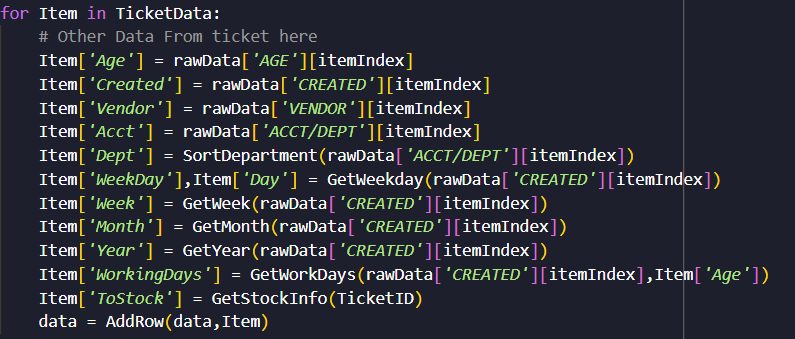 for Item in TicketData:
    # Other Data From ticket here
    Item['Age'] = rawData['AGE'][itemIndex]
    Item['Created'] = rawData['CREATED'][itemIndex]
    Item['Vendor'] = rawData['VENDOR'][itemIndex]
    Item['Acct'] = rawData['ACCT/DEPT'][itemIndex]
    Item['Dept'] = SortDepartment(rawData['ACCT/DEPT'][itemIndex])
    Item['WeekDay'],Item['Day'] = GetWeekday(rawData['CREATED'][itemIndex])
    Item['Week'] = GetWeek(rawData['CREATED'][itemIndex])
    Item['Month'] = GetMonth(rawData['CREATED'][itemIndex])
    Item['Year'] = GetYear(rawData['CREATED'][itemIndex])
    Item['WorkingDays'] = GetWorkDays(rawData['CREATED'][itemIndex],Item['Age'])
    Item['ToStock'] = GetStockInfo(TicketID)
    data = AddRow(data,Item)